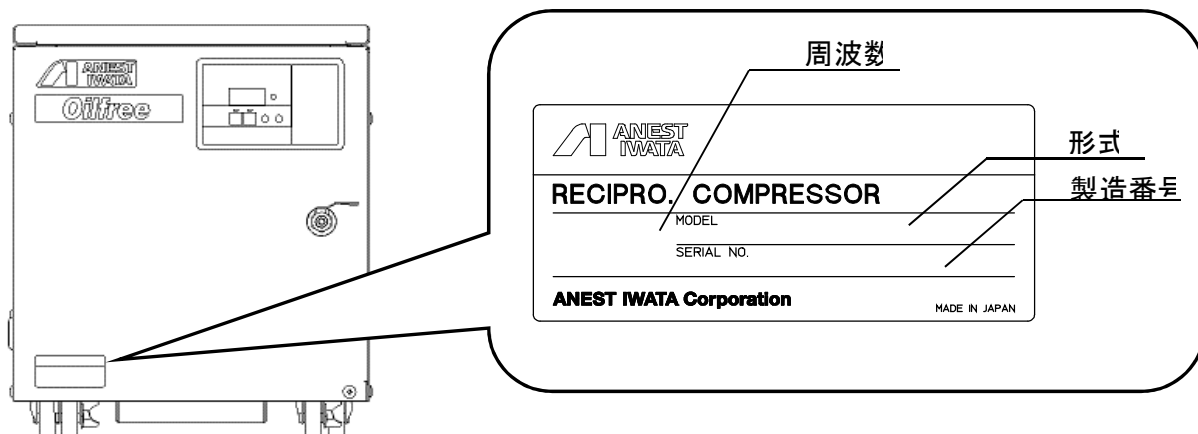 ANEST
IWATA
Oilfree
周波数
ANEST
IWATA
形式
RECIPRO. COMPRESSOR
製造番号
MODEL
SERIAL NO.
ANEST IWATA Corporation
MADE IN JAPAN